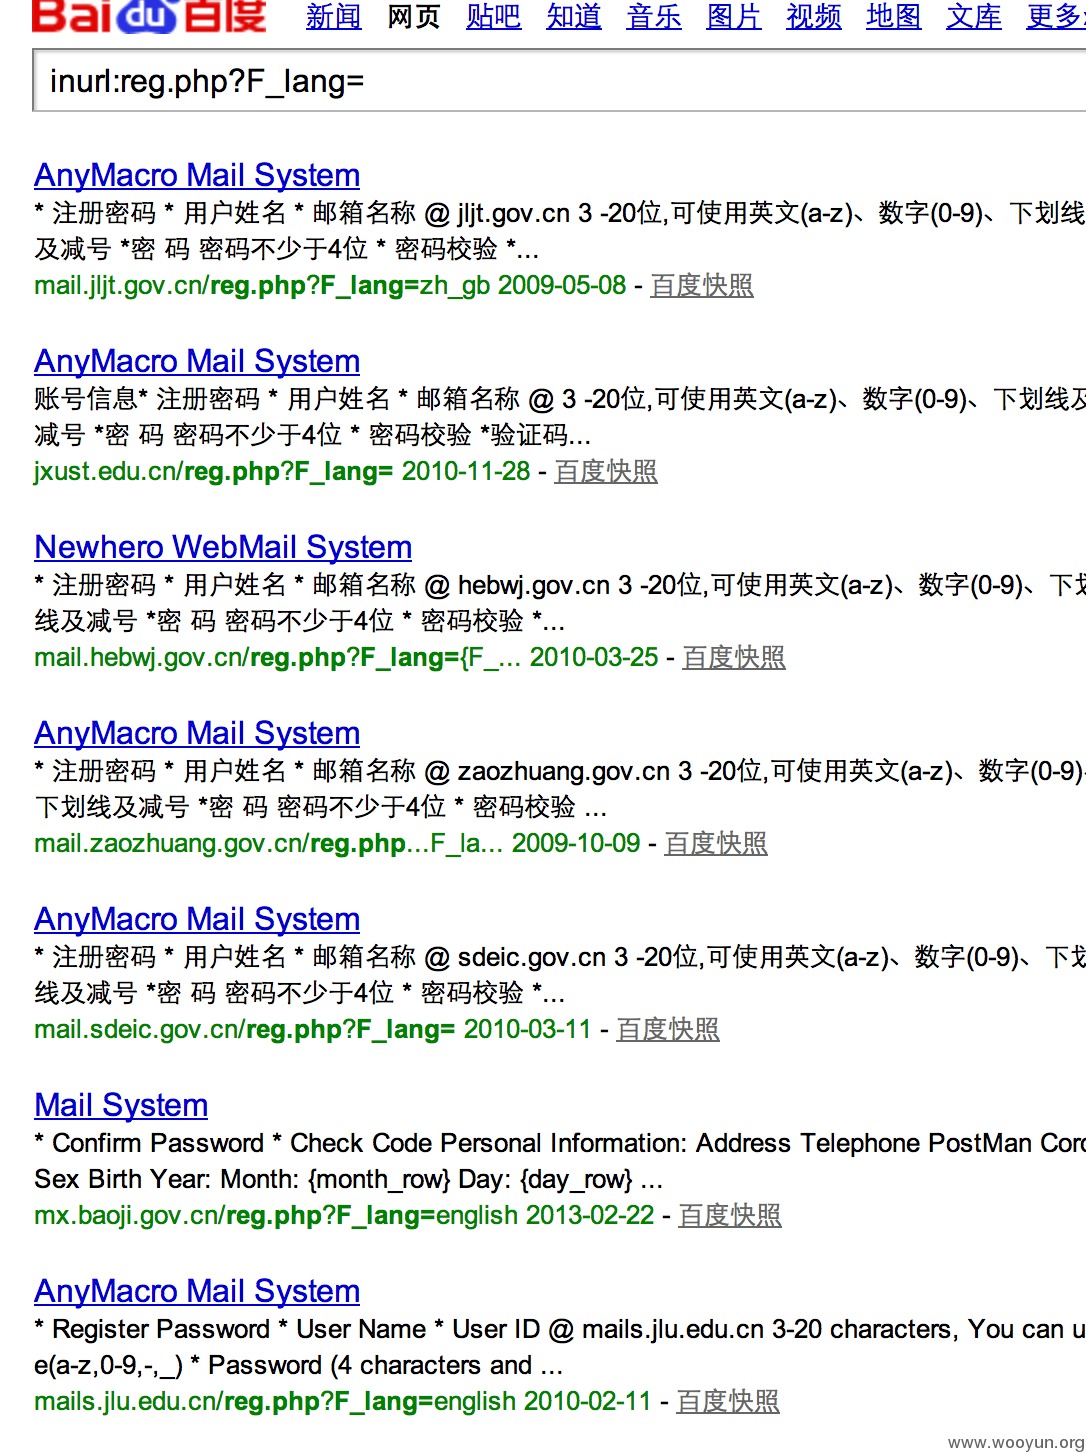 Bai du 百度 新闻 网页 贴吧 知道 音乐 图片 视频 地图 文库 更多
inurl:reg.php?F_lang=
AnyMacro Mail System
* 注册密码 * 用户姓名 * 邮箱名称 @ jljt.gov.cn 3 -20位,可使用英文(a-z)、数字(0-9)、下划线
及减号 *密 码 密码不少于4位 * 密码校验 *...
mail.jljt.gov.cn/reg.php?F_lang=zh_gb 2009-05-08 - 百度快照
AnyMacro Mail System
账号信息* 注册密码 * 用户姓名 * 邮箱名称 @ 3 -20位,可使用英文(a-z)、数字(0-9)、下划线及
减号 *密 码 密码不少于4位 * 密码校验 *验证码...
jxust.edu.cn/reg.php?F_lang= 2010-11-28 - 百度快照
Newhero WebMail System
* 注册密码 * 用户姓名 * 邮箱名称 @ hebwj.gov.cn 3 -20位,可使用英文(a-z)、数字(0-9)、下划
线及减号 *密 码 密码不少于4位 * 密码校验 *...
mail.hebwj.gov.cn/reg.php?F_lang={F_... 2010-03-25 - 百度快照
AnyMacro Mail System
* 注册密码 * 用户姓名 * 邮箱名称 @ zaozhuang.gov.cn 3 -20位,可使用英文(a-z)、数字(0-9)、
下划线及减号 *密 码 密码不少于4位 * 密码校验 ...
mail.zaozhuang.gov.cn/reg.php...F_la... 2009-10-09 - 百度快照
AnyMacro Mail System
* 注册密码 * 用户姓名 * 邮箱名称 @ sdeic.gov.cn 3 -20位,可使用英文(a-z)、数字(0-9)、下划
线及减号 *密 码 密码不少于4位 * 密码校验 *...
mail.sdeic.gov.cn/reg.php?F_lang= 2010-03-11 - 百度快照
Mail System
* Confirm Password * Check Code Personal Information: Address Telephone PostMan Cord
Sex Birth Year: Month: {month_row} Day: {day_row} ...
mx.baoji.gov.cn/reg.php?F_lang=english 2013-02-22 - 百度快照
AnyMacro Mail System
* Register Password * User Name * User ID @ mails.jlu.edu.cn 3-20 characters, You can u
e(a-z,0-9,-,_) * Password (4 characters and ...
mails.jlu.edu.cn/reg.php?F_lang=english 2010-02-11 - 百度快照
www.wooyun.org